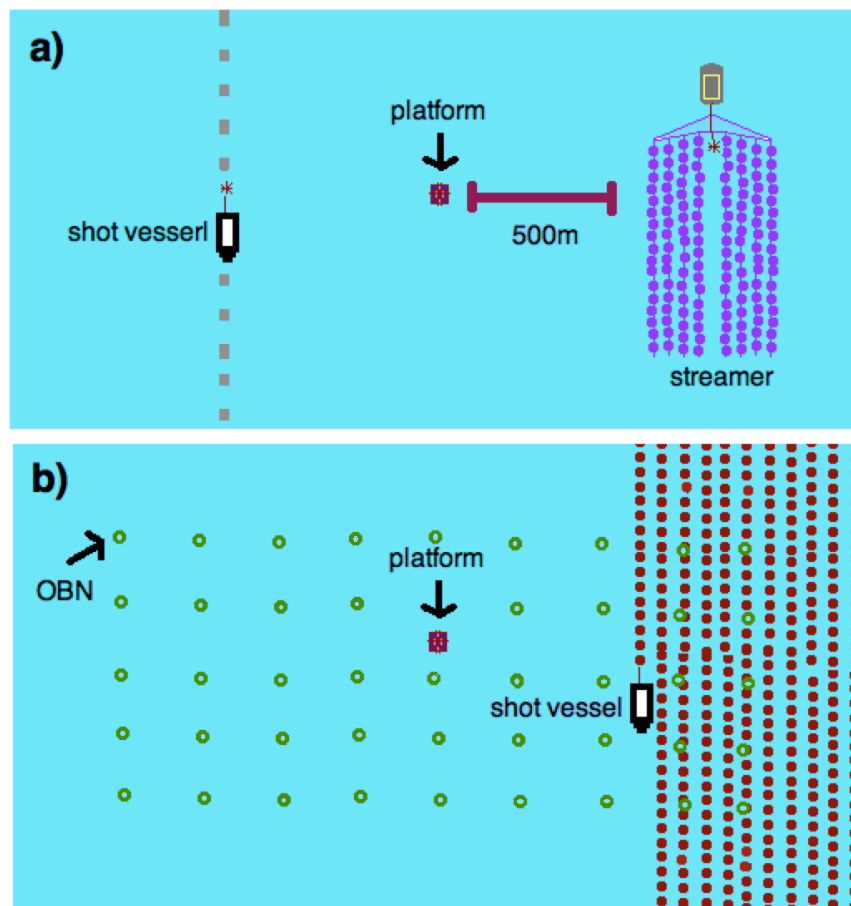 a)
platform
shot vesserl
500m
streamer
b)
OBN
platform
shot vessel